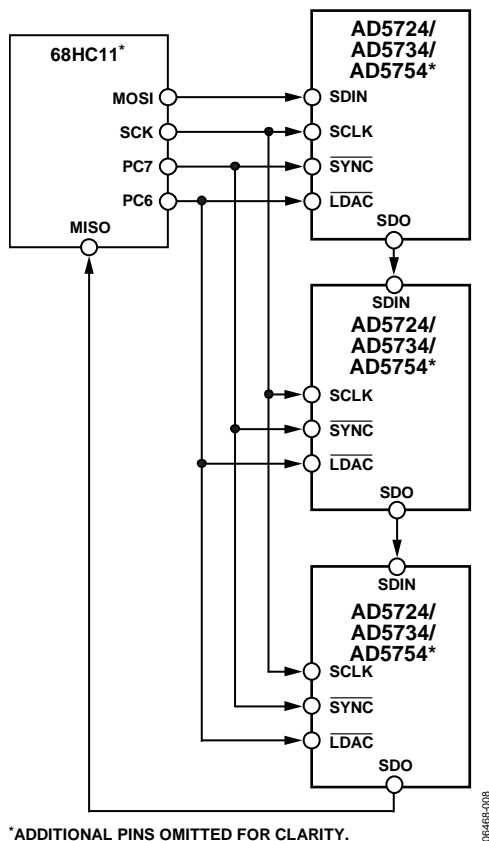 68HC11*
MOSI
SCK
PC7
PC6
MISO
AD5724/
AD5734/
AD5754*
SDIN
SCLK
SYNC
LDAC
SDO
SDIN
AD5724/
AD5734/
AD5754*
SCLK
SYNC
LDAC
SDO
SDIN
AD5724/
AD5734/
AD5754*
SCLK
SYNC
LDAC
SDO
*ADDITIONAL PINS OMITTED FOR CLARITY.
06468-008